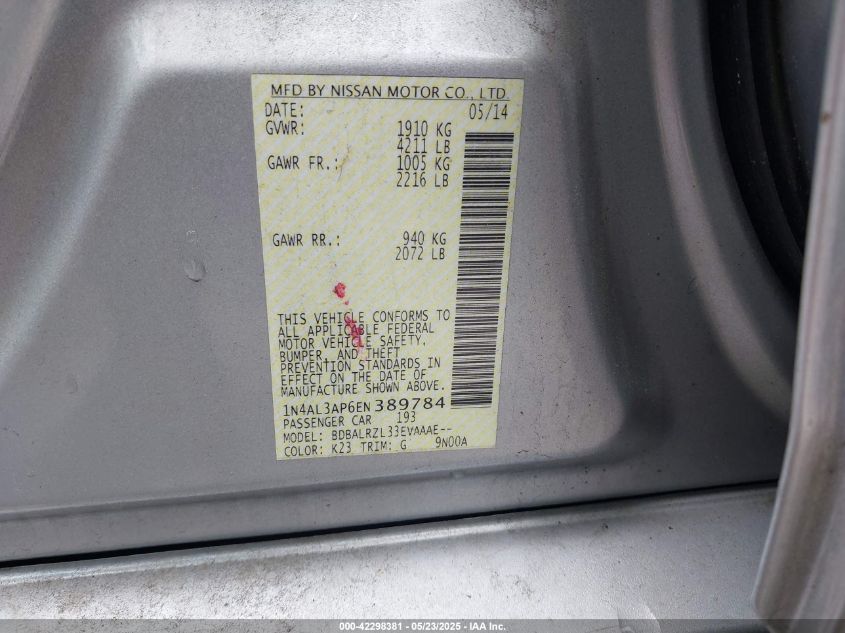 MFD BY NISSAN MOTOR CO., LTD.
DATE: 05/14
GVWR: 1910 KG
4211 LB
GAWR FR.: 1005 KG
2216 LB
GAWR RR.: 940 KG
2072 LB
THIS VEHICLE CONFORMS TO
ALL APPLICABLE FEDERAL
MOTOR VEHICLE SAFETY,
BUMPER, AND THEFT
PREVENTION STANDARDS IN
EFFECT ON THE DATE OF
MANUFACTURE SHOWN ABOVE.
1N4AL3AP6EN389784
PASSENGER CAR 193
MODEL: BDBALRZL33EVAAAE--
COLOR: K23 TRIM: G 9N00A
000-42298381 - 05/23/2025 - IAA Inc.